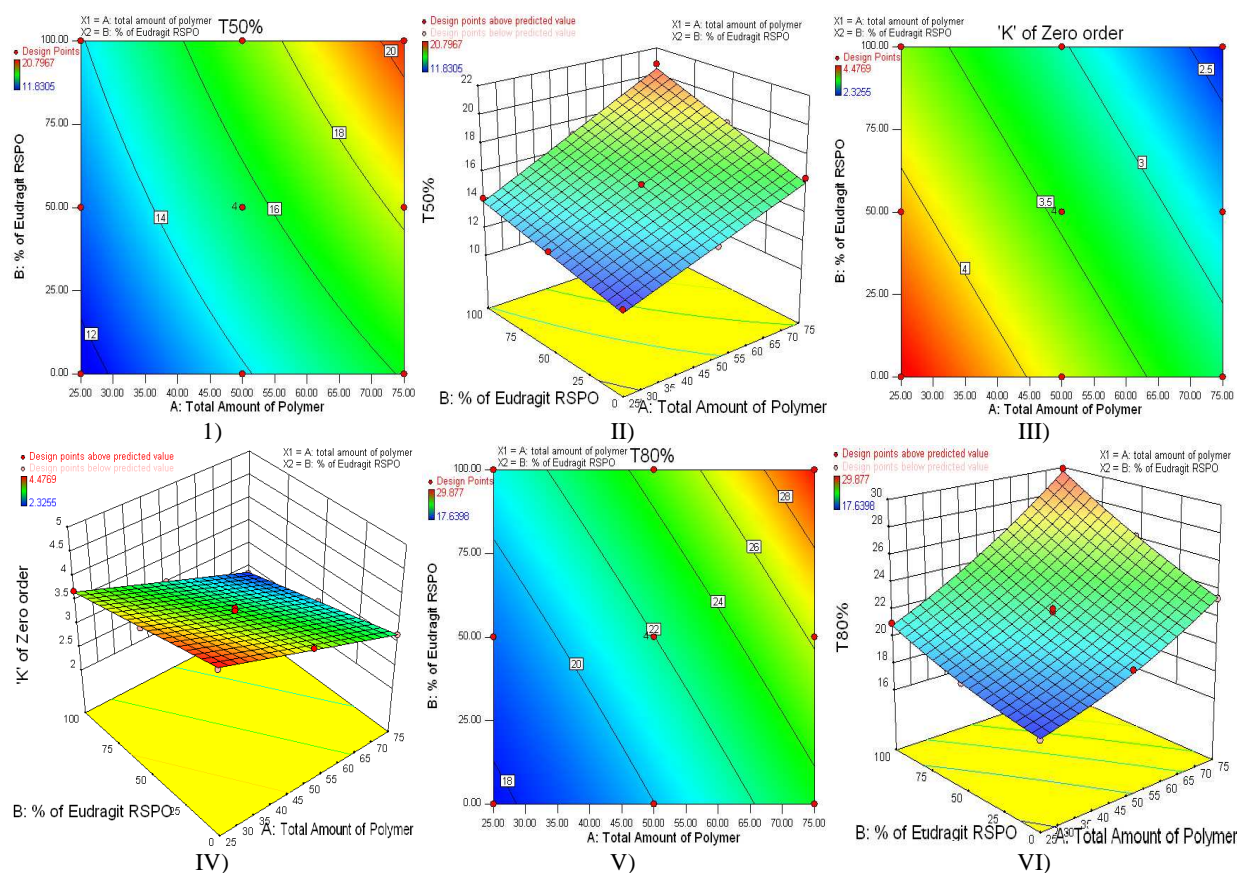 X1 = A: total amount of polymer
X2 = B: % of Eudragit RSPO
T50%
Design Points
20.7967
11.8305
B: % of Eudragit RSPO
100.00
75.00
50.00
25.00
0.00
12
14
4
16
18
20
25.00 30.00 35.00 40.00 45.00 50.00 55.00 60.00 65.00 70.00 75.00
A: Total Amount of Polymer
1)
Design points above predicted value
Design points below predicted value
20.7967
11.8305
X1 = A: total amount of polymer
X2 = B: % of Eudragit RSPO
T50%
22
20
19
18
16
14
12
10
100
75
50
25
0
25 30 35 40 45 50 55 60 65 70 75
B: % of Eudragit RSPO
A: Total Amount of Polymer
II)
X1 = A: total amount of polymer
X2 = B: % of Eudragit RSPO
'K' of Zero order
Design Points
4.4769
2.3255
B: % of Eudragit RSPO
100.00
75.00
50.00
25.00
0.00
4
3.5
4
3
2.5
25.00 30.00 35.00 40.00 45.00 50.00 55.00 60.00 65.00 70.00 75.00
A: Total Amount of Polymer
III)
Design points above predicted value
Design points below predicted value
4.4769
2.3255
X1 = A: total amount of polymer
X2 = B: % of Eudragit RSPO
'K' of Zero order
5
4.5
4
3.5
3
2.5
2
100
75
50
25
0
25 30 35 40 45 50 55 60 65 70 75
B: % of Eudragit RSPO
A: Total Amount of Polymer
IV)
X1 = A: total amount of polymer
X2 = B: % of Eudragit RSPO
T80%
Design Points
29.877
17.6398
B: % of Eudragit RSPO
100.00
75.00
50.00
25.00
0.00
18
20
22
4
24
26
28
25.00 30.00 35.00 40.00 45.00 50.00 55.00 60.00 65.00 70.00 75.00
A: Total Amount of Polymer
V)
Design points above predicted value
Design points below predicted value
29.877
17.6398
X1 = A: total amount of polymer
X2 = B: % of Eudragit RSPO
T80%
30
28
26
24
22
20
18
16
100
75
50
25
0
25 30 35 40 45 50 55 60 65 70 75
B: % of Eudragit RSPO
A: Total Amount of Polymer
VI)